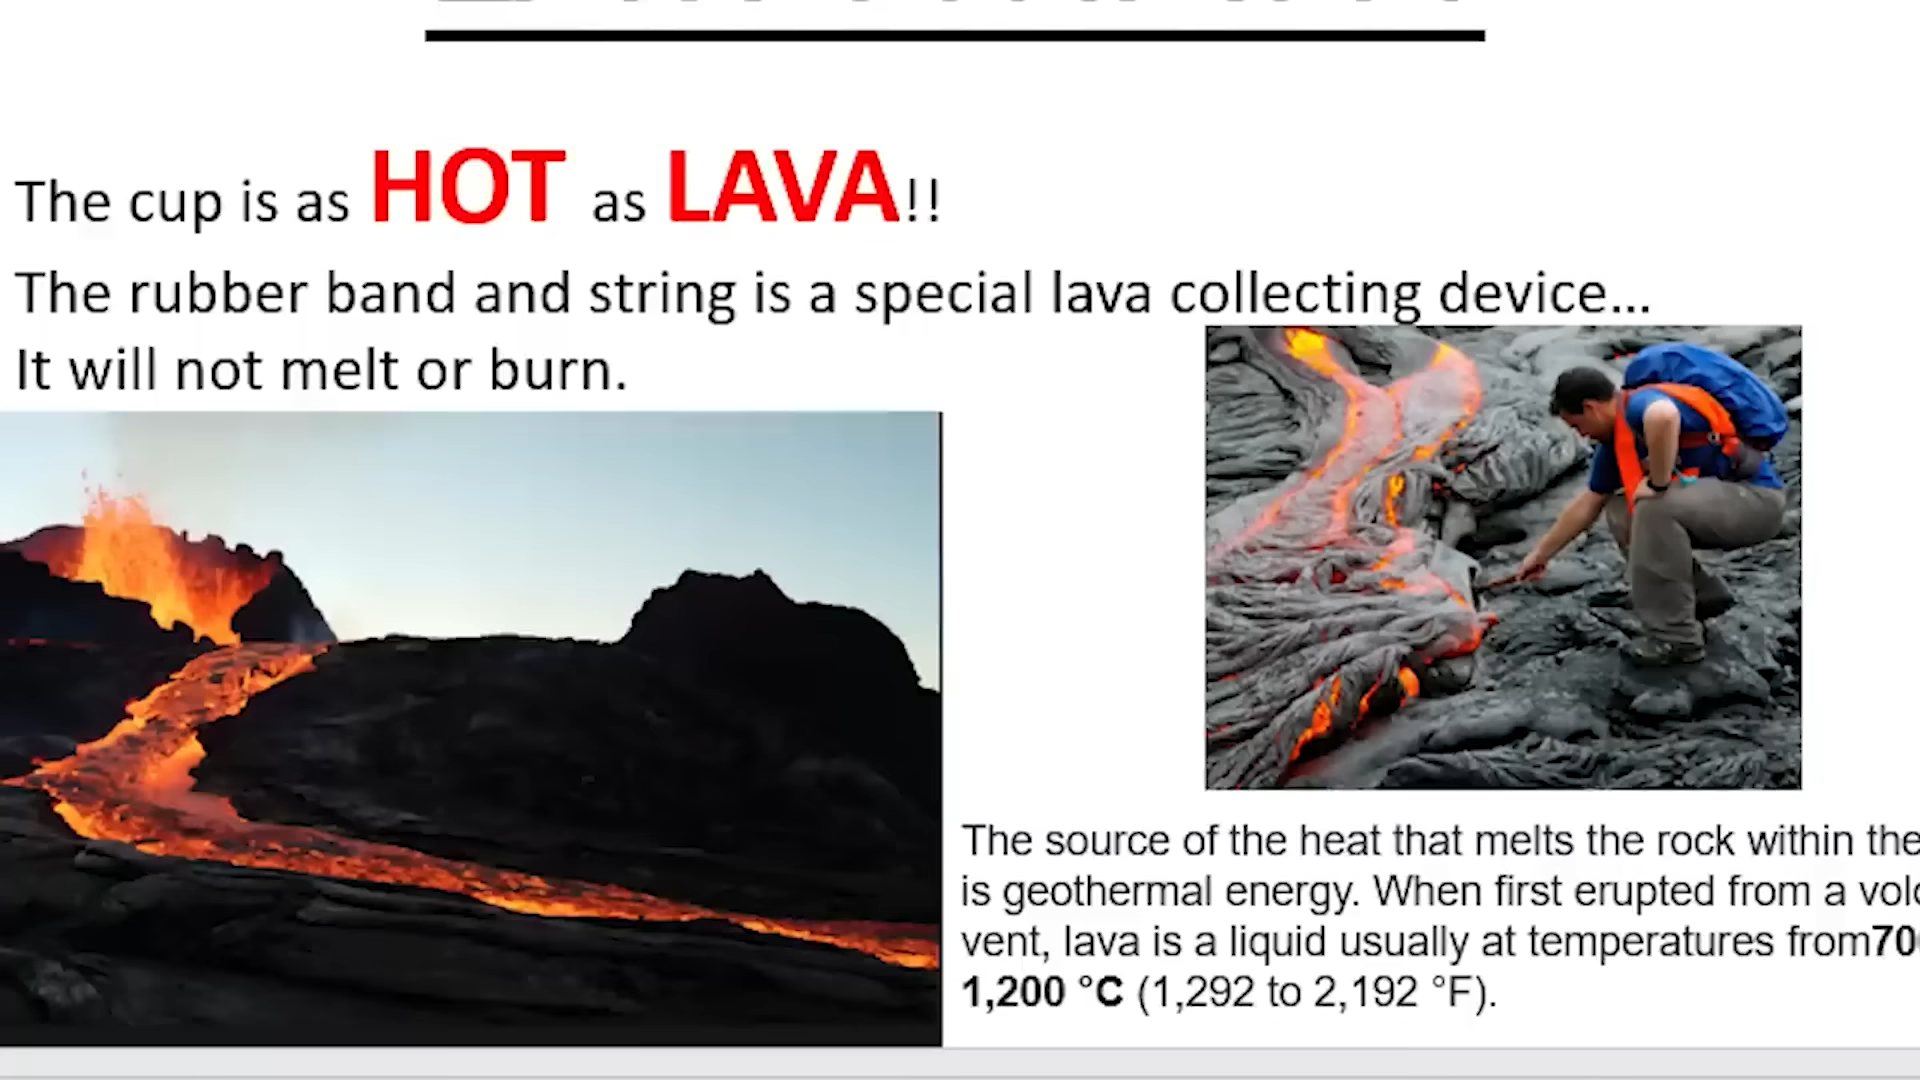 The cup is as HOT as LAVA!!
The rubber band and string is a special lava collecting device...
It will not melt or burn.
The source of the heat that melts the rock within the
is geothermal energy. When first erupted from a
vent, lava is a liquid usually at temperatures from
1,200 °C (1,292 to 2,192 °F).